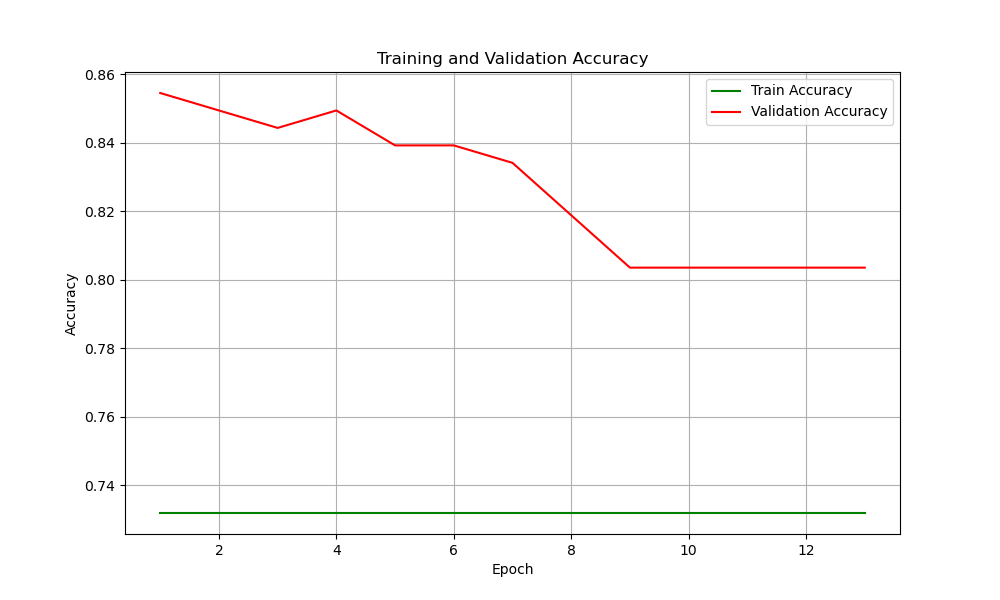 Training and Validation Accuracy
Train Accuracy
Validation Accuracy
Accuracy
0.86
0.84
0.82
0.80
0.78
0.76
0.74
2 4 6 8 10 12
Epoch